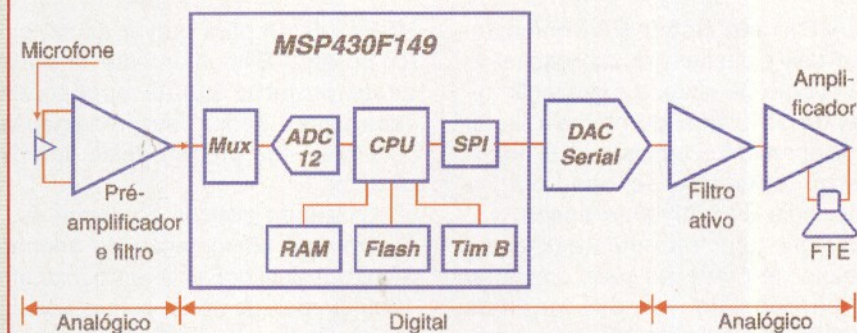 MSP430F149
Microfone
Pré-
amplificador
e filtro
Mux
ADC
12
CPU
SPI
RAM
Flash
Tim B
DAC
Serial
Filtro
ativo
Ampli-
ficador
FTE
Analógico
Digital
Analógico